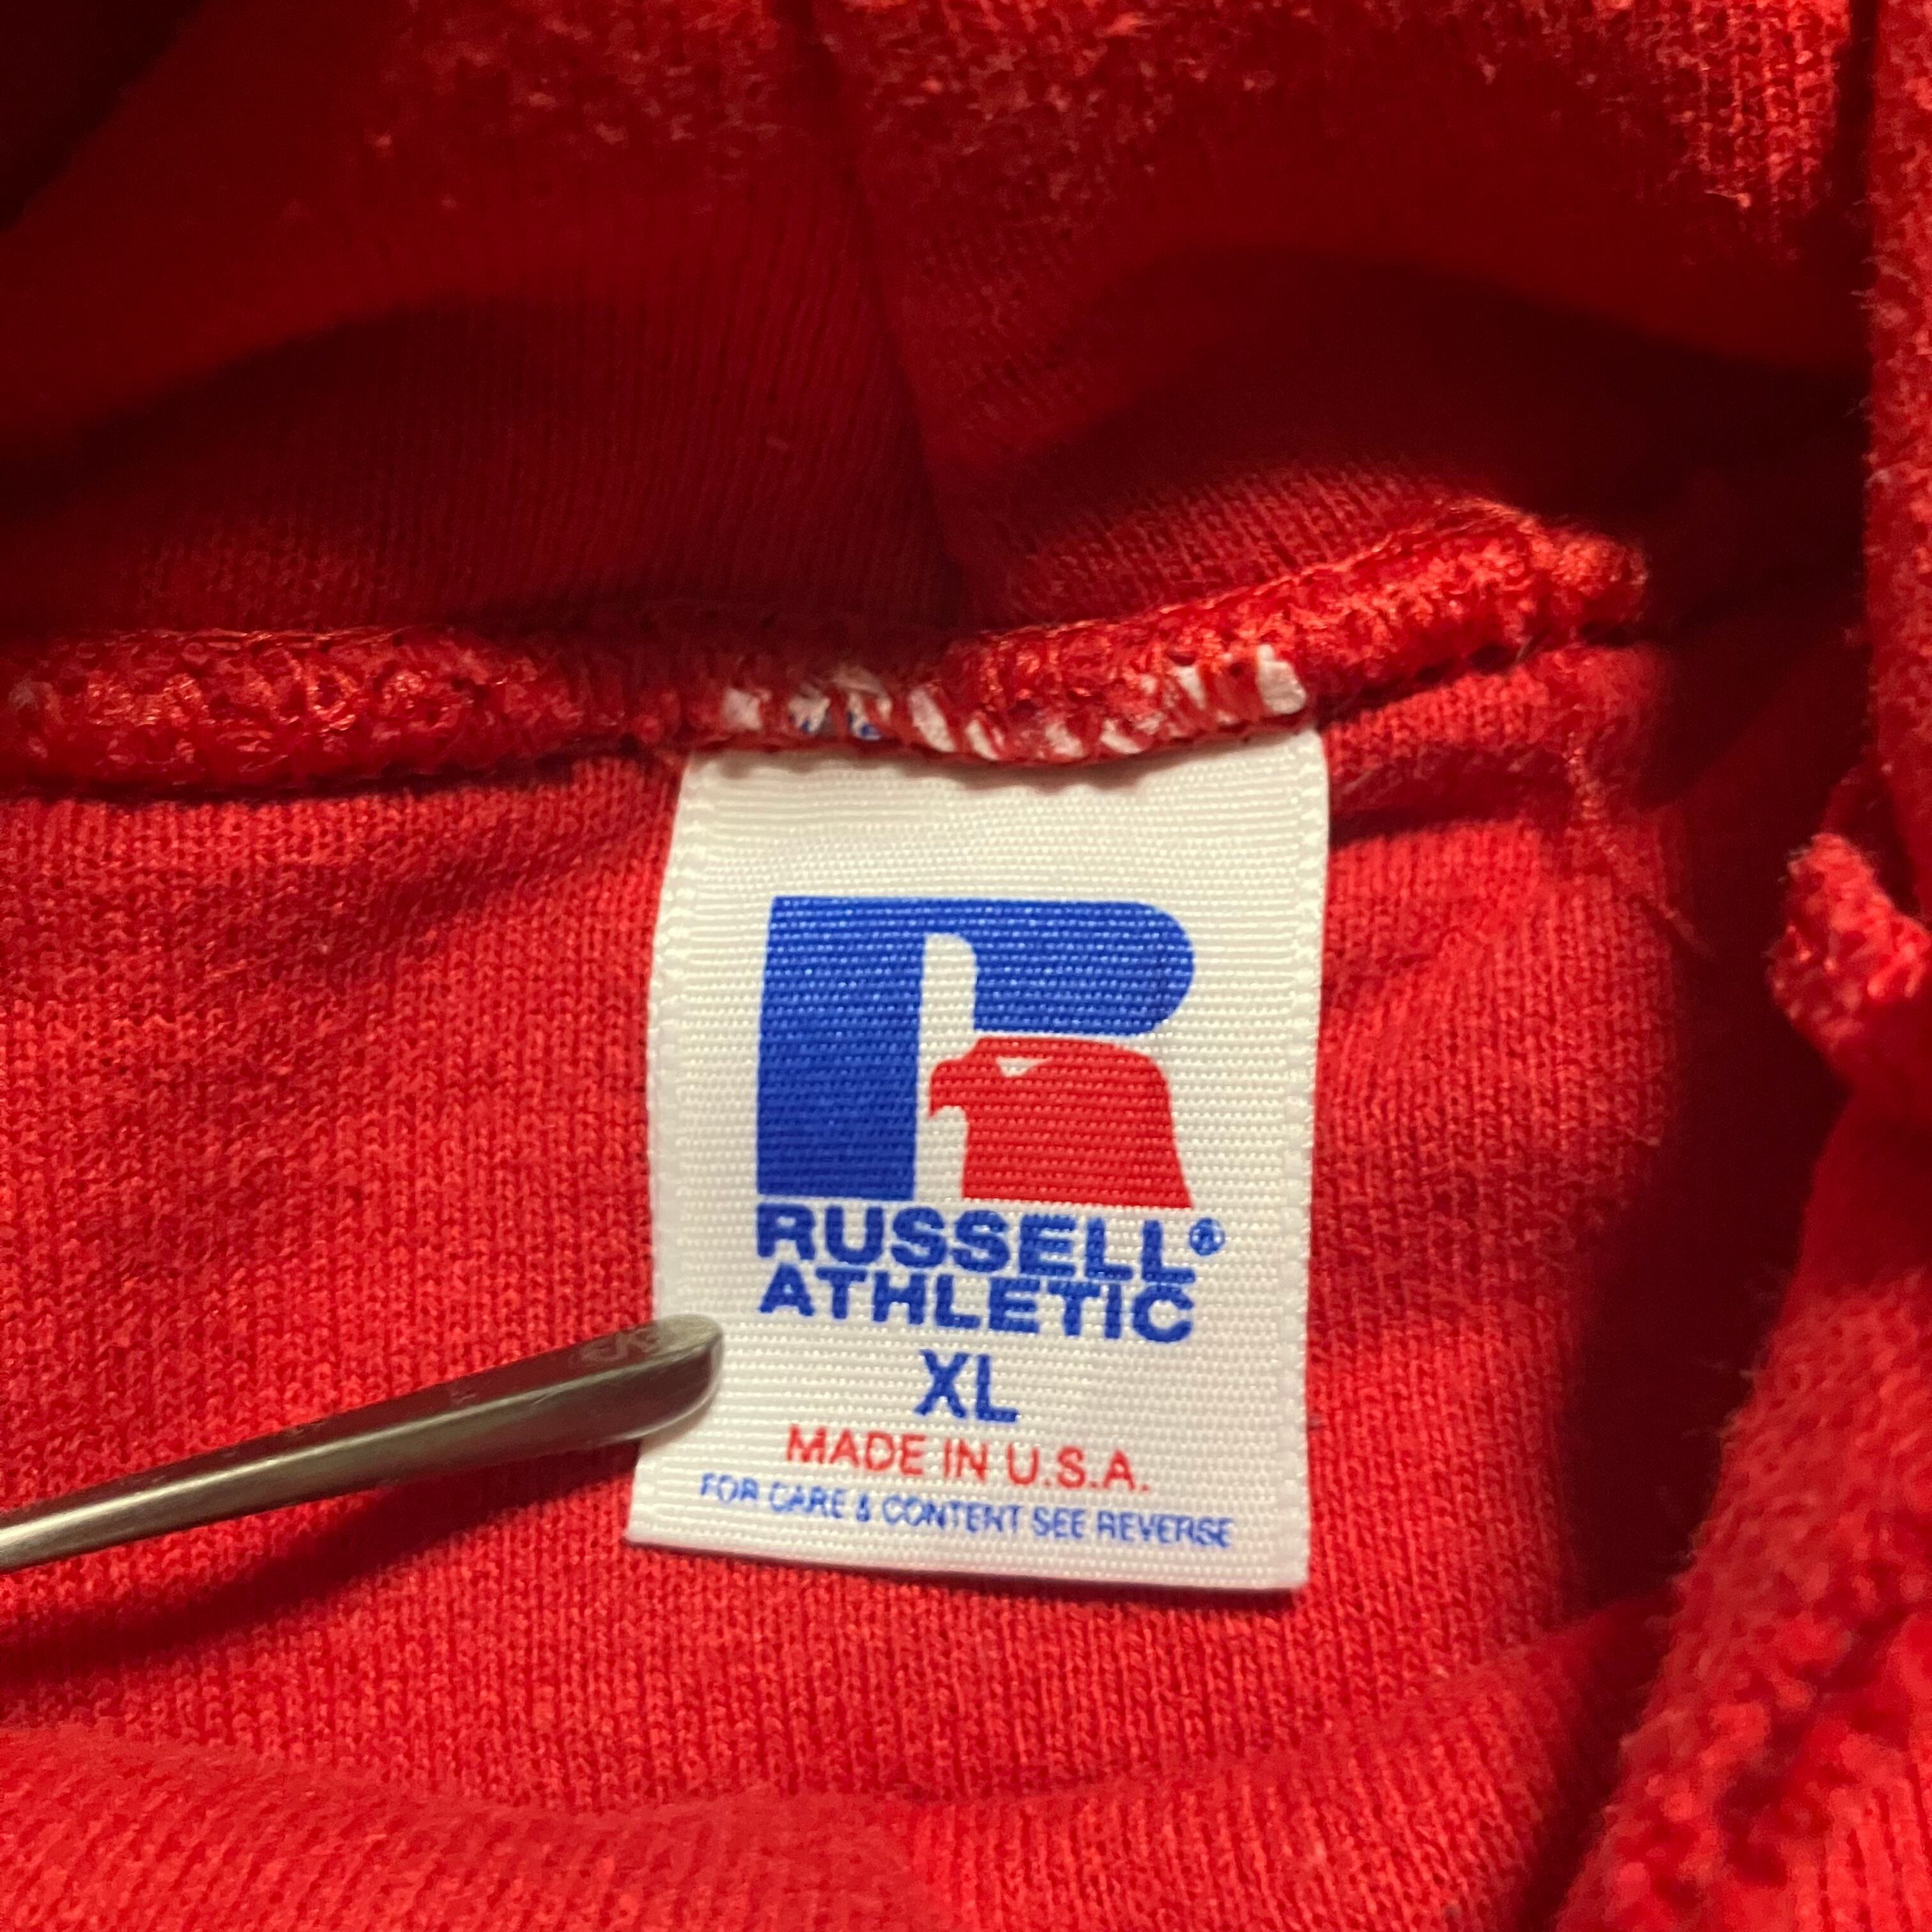 RUSSELL®
ATHLETIC
XL
MADE IN U.S.A.
FOR CARE & CONTENT SEE REVERSE